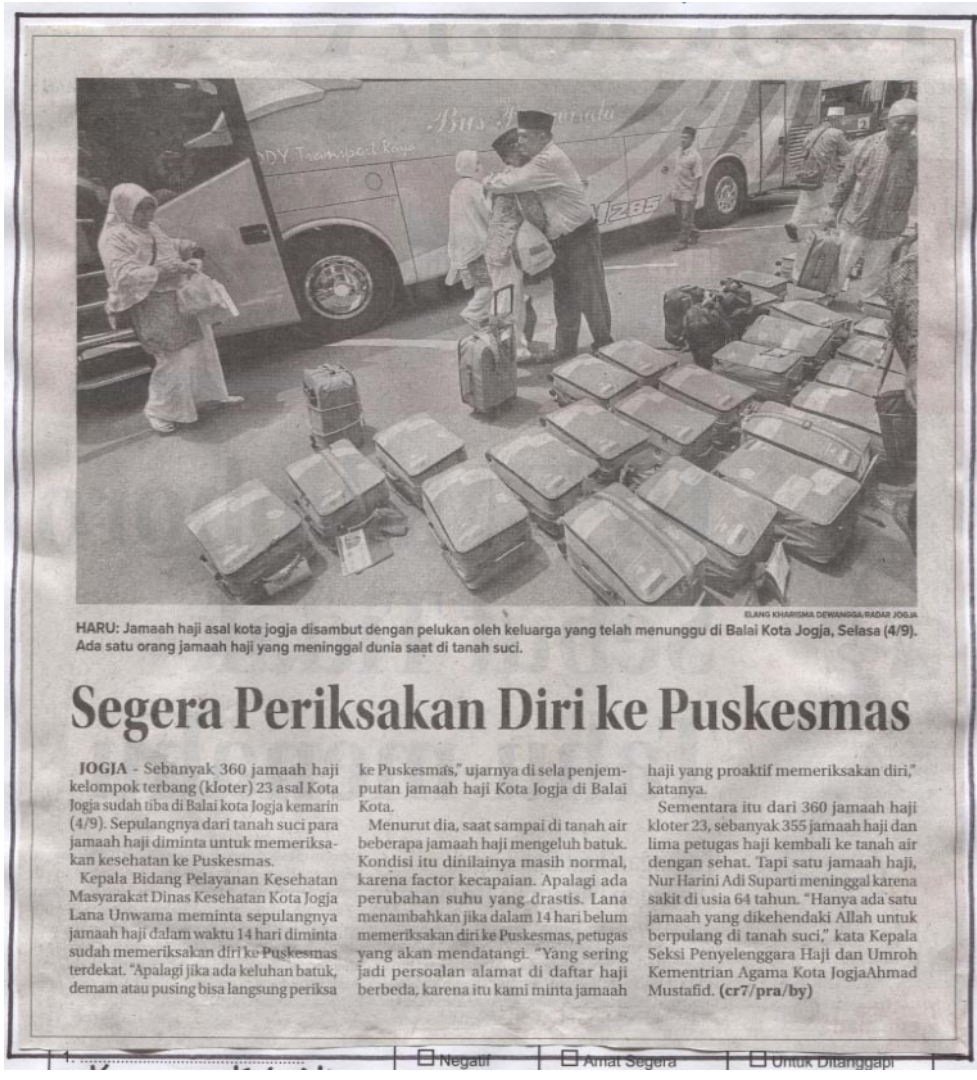 Bus Pariwisata
ODY Transport Raya
285
ELANG KHARISMA DEWANGGA/RADAR JOGJA
HARU: Jamaah haji asal kota jogja disambut dengan pelukan oleh keluarga yang telah menunggu di Balai Kota Jogja, Selasa (4/9).
Ada satu orang jamaah haji yang meninggal dunia saat di tanah suci.
Segera Periksakan Diri ke Puskesmas
JOGJA - Sebanyak 360 jamaah haji
kelompok terbang (kloter) 23 asal Kota
Jogja sudah tiba di Balai kota Jogja kemarin
(4/9). Sepulangnya dari tanah suci para
jamaah haji diminta untuk memeriksa-
kan kesehatan ke Puskesmas.
Kepala Bidang Pelayanan Kesehatan
Masyarakat Dinas Kesehatan Kota Jogja
Lana Unwama meminta sepulangnya
jamaah haji dalam waktu 14 hari diminta
sudah memeriksakan diri ke Puskesmas
terdekat. "Apalagi jika ada keluhan batuk,
demam atau pusing bisa langsung periksa
ke Puskesmas," ujarnya di sela penjem-
putan jamaah haji Kota Jogja di Balai
Kota.
Menurut dia, saat sampai di tanah air
beberapa jamaah haji mengeluh batuk.
Kondisi itu dinilainya masih normal,
karena factor kecapaian. Apalagi ada
perubahan suhu yang drastis. Lana
menambahkan jika dalam 14 hari belum
memeriksakan diri ke Puskesmas, petugas
yang akan mendatangi. "Yang sering
jadi persoalan alamat di daftar haji
berbeda, karena itu kami minta jamaah
haji yang proaktif memeriksakan diri,"
katanya.
Sementara itu dari 360 jamaah haji
kloter 23, sebanyak 355 jamaah haji dan
lima petugas haji kembali ke tanah air
dengan sehat. Tapi satu jamaah haji,
Nur Harini Adi Suparti meninggal karena
sakit di usia 64 tahun. "Hanya ada satu
jamaah yang dikehendaki Allah untuk
berpulang di tanah suci," kata Kepala
Seksi Penyelenggara Haji dan Umroh
Kementrian Agama Kota JogjaAhmad
Mustafid. (cr7/pra/by)
1. Negatif Amat Segera Untuk Ditanggapi